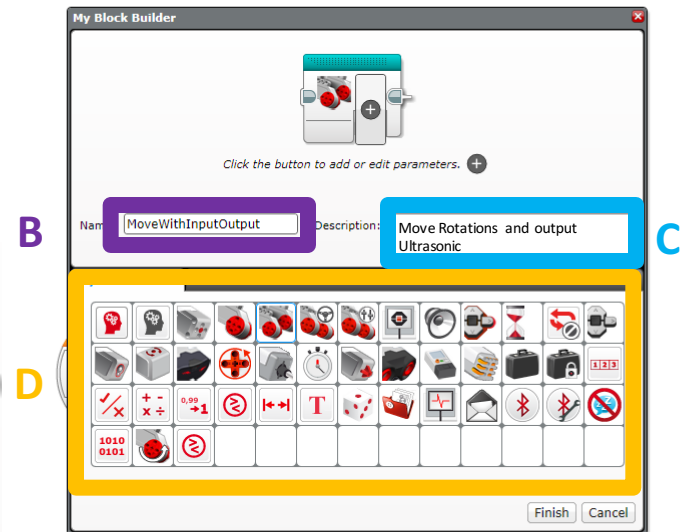 My Block Builder
Click the button to add or edit parameters.
B
Nam
MoveWithInputOutput
Description:
Move Rotations and output
Ultrasonic
C
D
1 2 3
+ -
x ÷
0,99
→1
T
1010
0101
Finish
Cancel